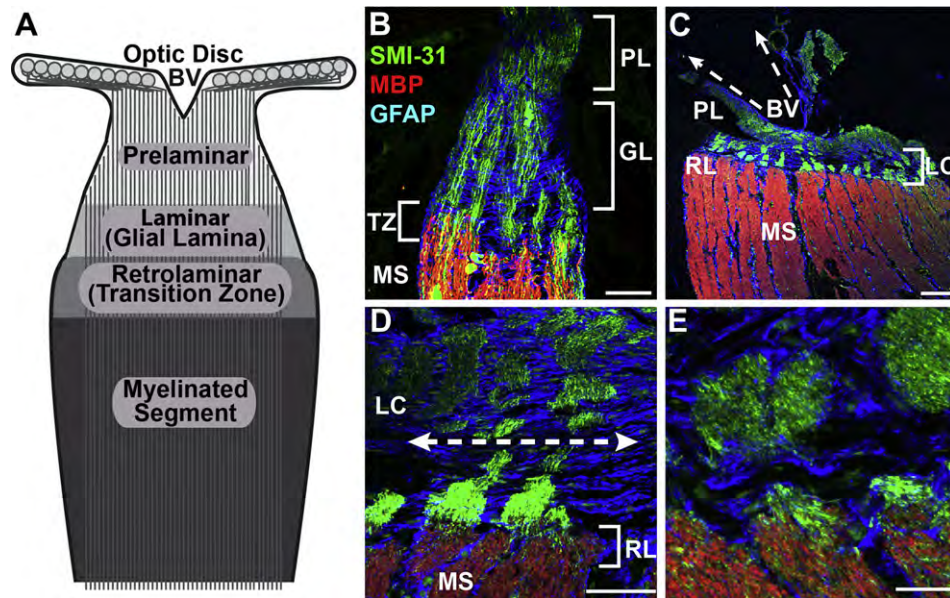 A
Optic Disc
BV
Prelaminar
Laminar
(Glial Lamina)
Retrolaminar
(Transition Zone)
Myelinated
Segment
B
SMI-31
MBP
GFAP
PL
GL
TZ
MS
C
PL
BV
RL
LC
MS
D
LC
RL
MS
E